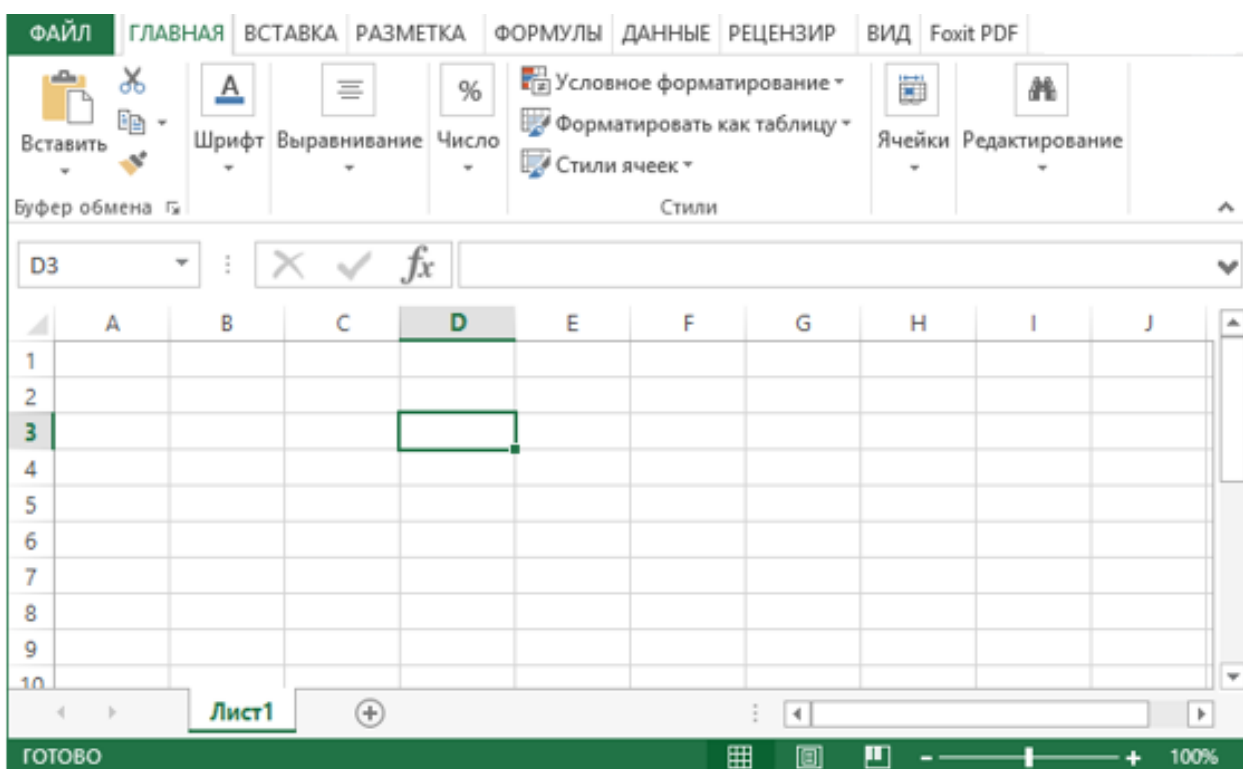 ФАЙЛ ГЛАВНАЯ ВСТАВКА РАЗМЕТКА ФОРМУЛЫ ДАННЫЕ РЕЦЕНЗИР ВИД Foxit PDF
Вставить
Буфер обмена
А
Шрифт
Выравнивание
%
Число
Условное форматирование
Форматировать как таблицу
Стили ячеек
Стили
Ячейки
Редактирование
D3 fx
A B C D E F G H I J
1
2
3
4
5
6
7
8
9
10
Лист1
ГОТОВО 100%